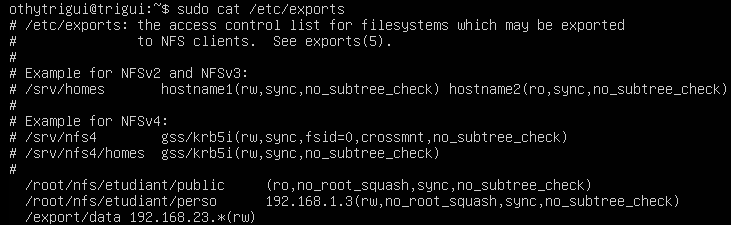 othytrigui@trigui:~$ sudo cat /etc/exports
# /etc/exports: the access control list for filesystems which may be exported
#               to NFS clients.  See exports(5).
#
# Example for NFSv2 and NFSv3:
# /srv/homes       hostname1(rw,sync,no_subtree_check) hostname2(ro,sync,no_subtree_check)
#
# Example for NFSv4:
# /srv/nfs4        gss/krb5i(rw,sync,fsid=0,crossmnt,no_subtree_check)
# /srv/nfs4/homes  gss/krb5i(rw,sync,no_subtree_check)
#
  /root/nfs/etudiant/public     (ro,no_root_squash,sync,no_subtree_check)
  /root/nfs/etudiant/perso      192.168.1.3(rw,no_root_squash,sync,no_subtree_check)
  /export/data 192.168.23.*(rw)